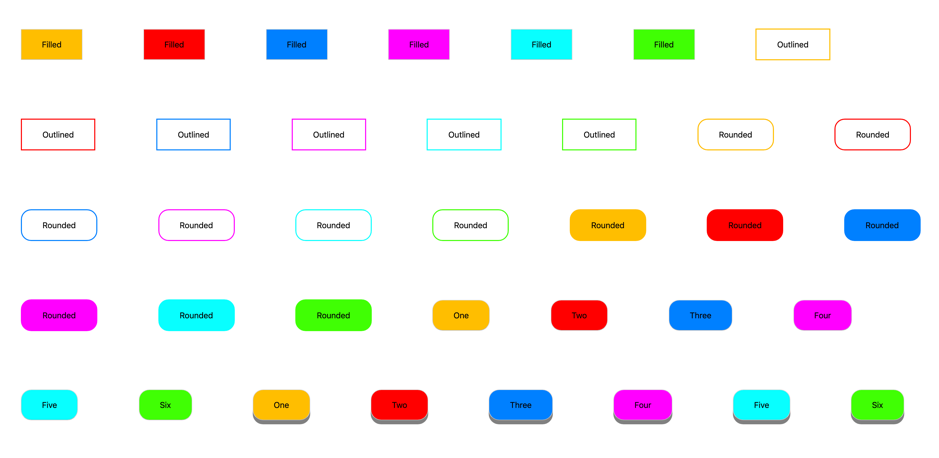 Filled Filled Filled Filled Filled Filled Outlined
Outlined Outlined Outlined Outlined Outlined Rounded Rounded
Rounded Rounded Rounded Rounded Rounded Rounded Rounded
Rounded Rounded Rounded One Two Three Four
Five Six One Two Three Four Five Six